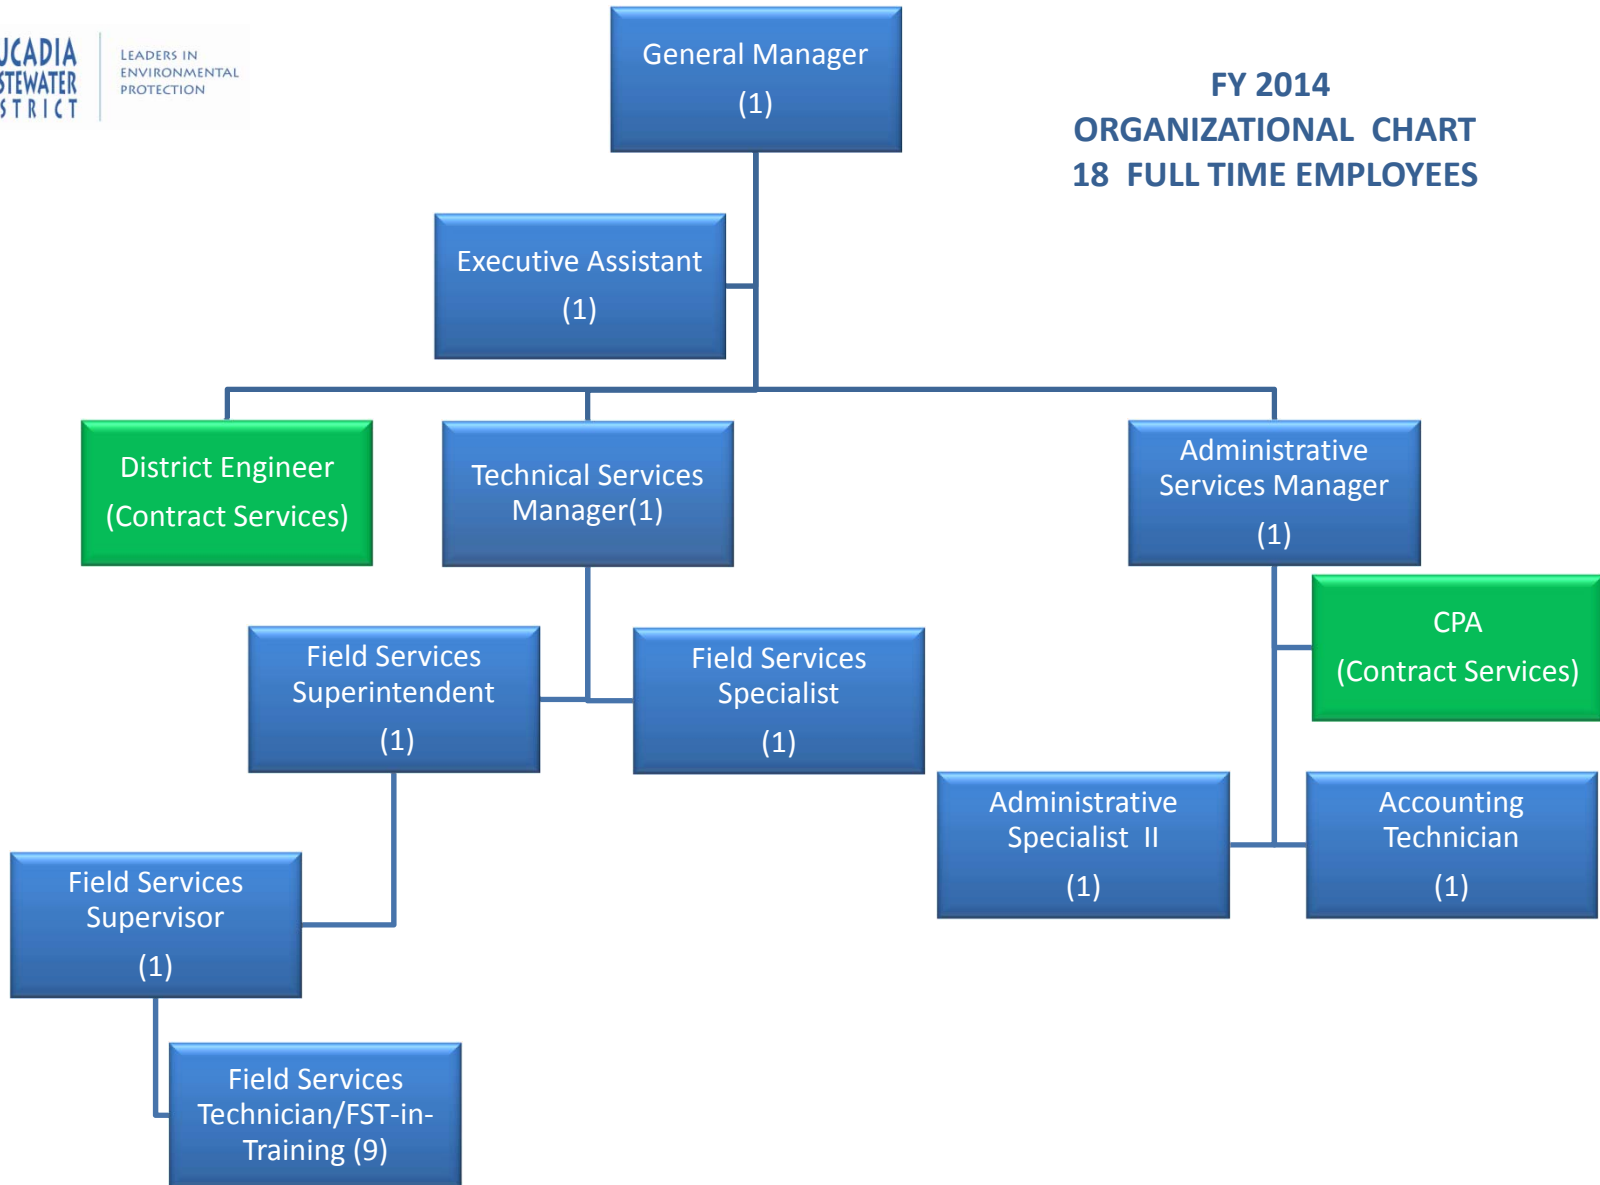 LEADERS IN
ENVIRONMENTAL
PROTECTION
FY 2014
ORGANIZATIONAL CHART
18 FULL TIME EMPLOYEES
General Manager
(1)
Executive Assistant
(1)
District Engineer
(Contract Services)
Technical Services
Manager(1)
Administrative
Services Manager
(1)
CPA
(Contract Services)
Field Services
Superintendent
(1)
Field Services
Specialist
(1)
Administrative
Specialist II
(1)
Accounting
Technician
(1)
Field Services
Supervisor
(1)
Field Services
Technician/FST-in-
Training (9)